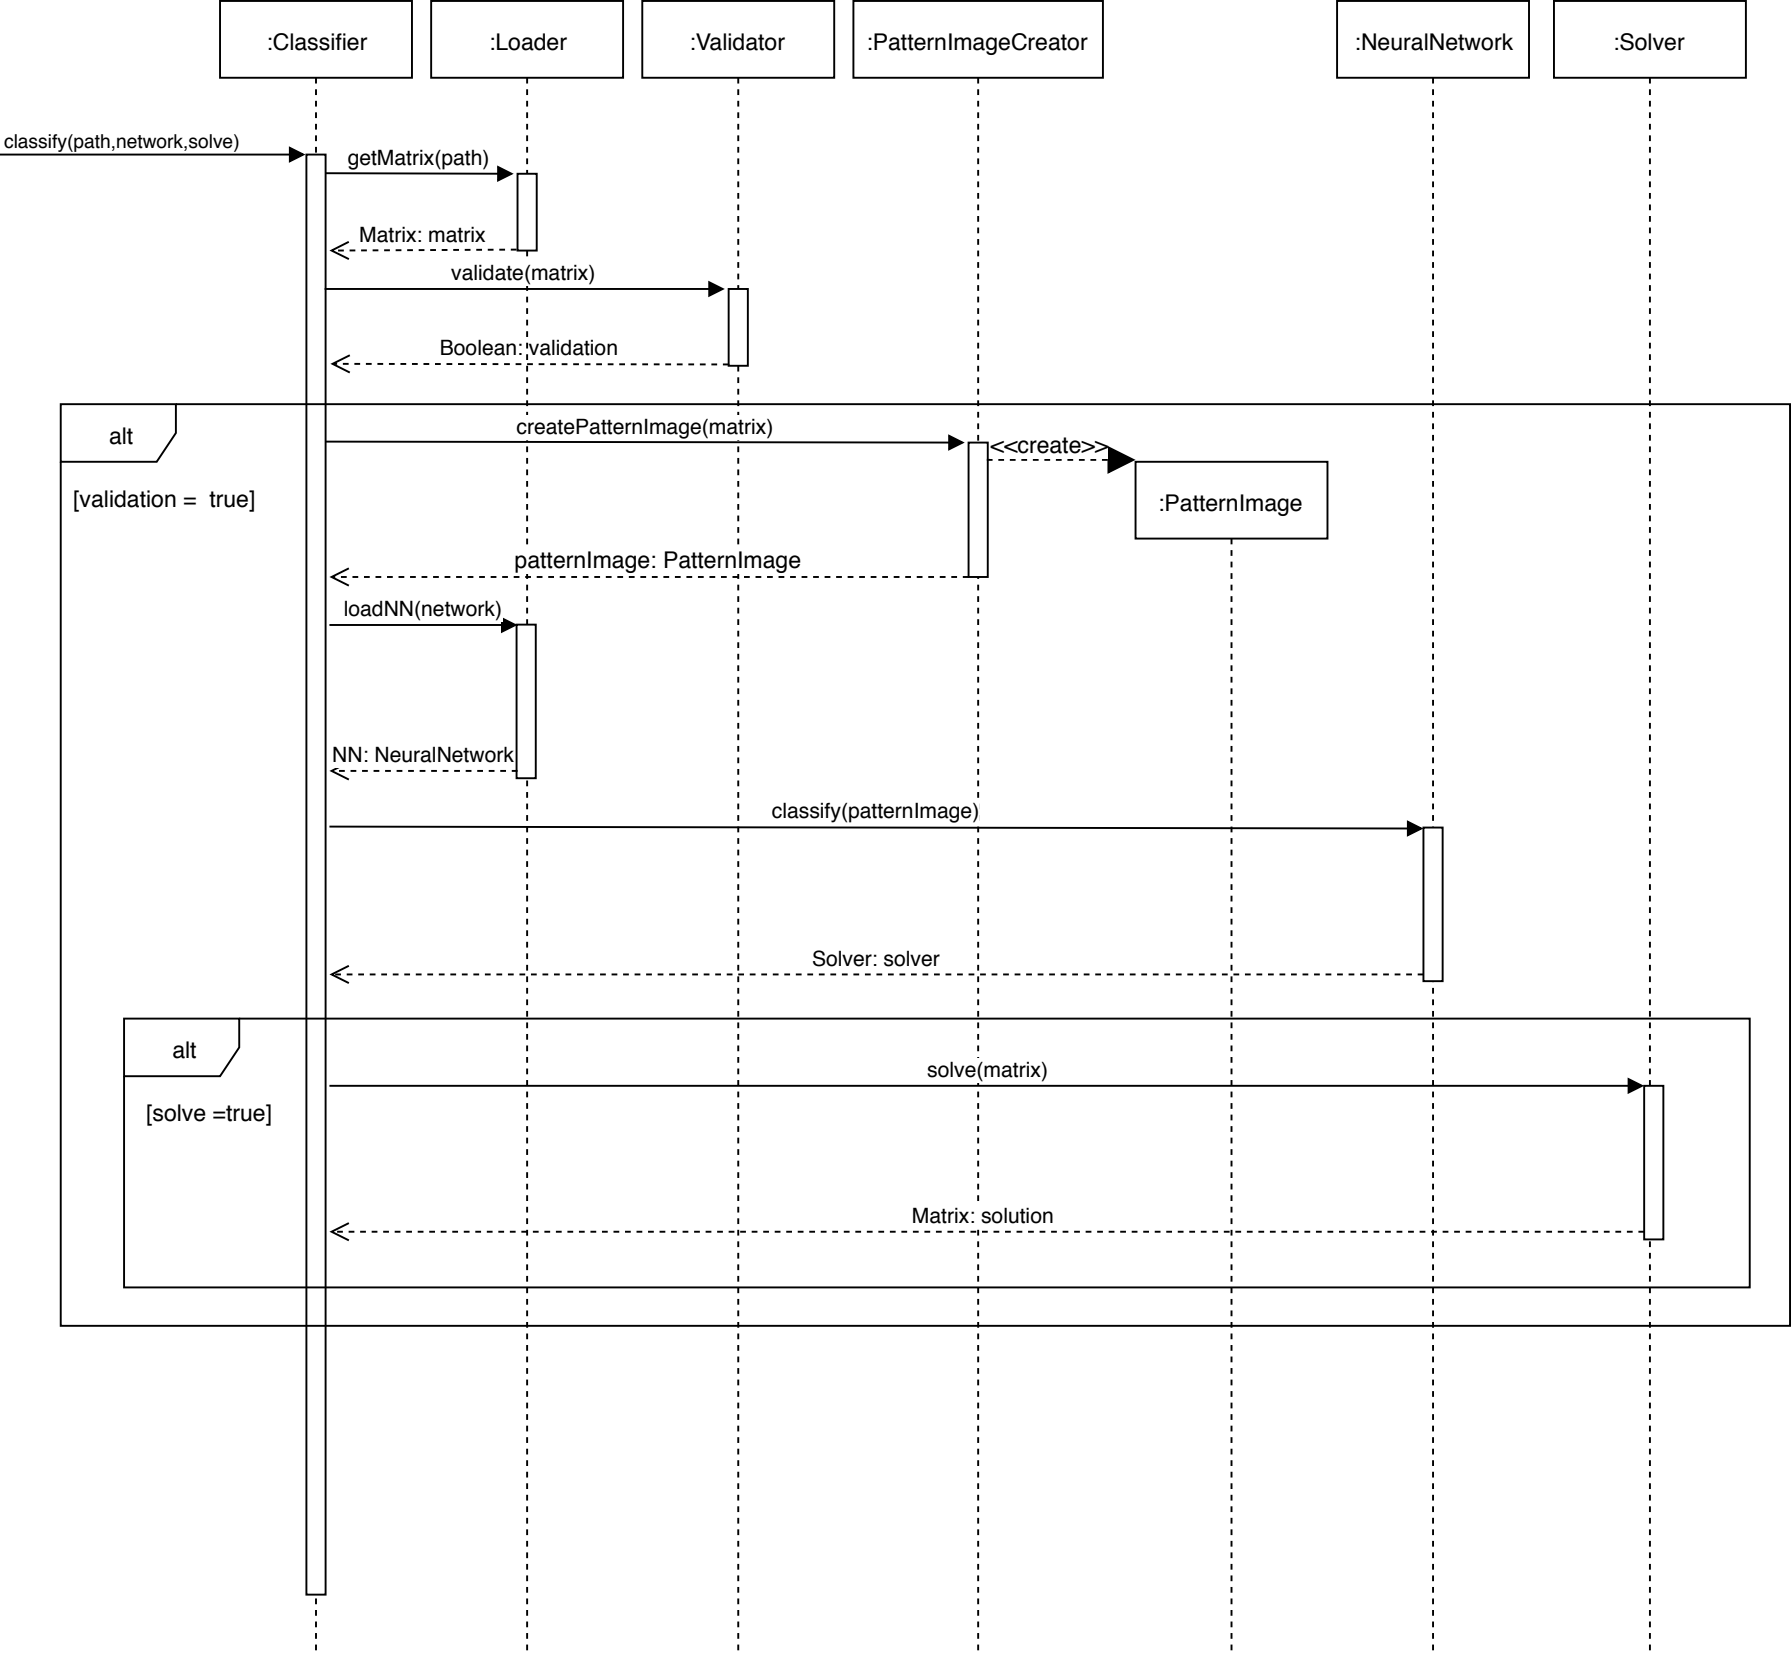 :Classifier
:Loader
:Validator
:PatternImageCreator
:NeuralNetwork
:Solver
classify(path,network,solve)
getMatrix(path)
Matrix: matrix
validate(matrix)
Boolean: validation
alt
createPatternImage(matrix)
<<create>>
[validation =  true]
:PatternImage
patternImage: PatternImage
loadNN(network)
NN: NeuralNetwork
classify(patternImage)
Solver: solver
alt
solve(matrix)
[solve =true]
Matrix: solution